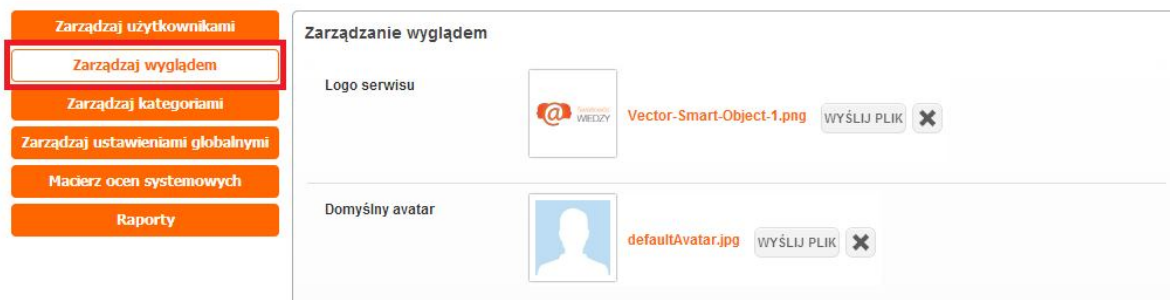 Zarządzaj użytkownikami
Zarządzaj wyglądem
Zarządzaj kategoriami
Zarządzaj ustawieniami globalnymi
Macierz ocen systemowych
Raporty
Zarządzanie wyglądem
Logo serwisu
WIEDZY
Vector-Smart-Object-1.png
WYŚLIJ PLIK
Domyślny avatar
defaultAvatar.jpg
WYŚLIJ PLIK